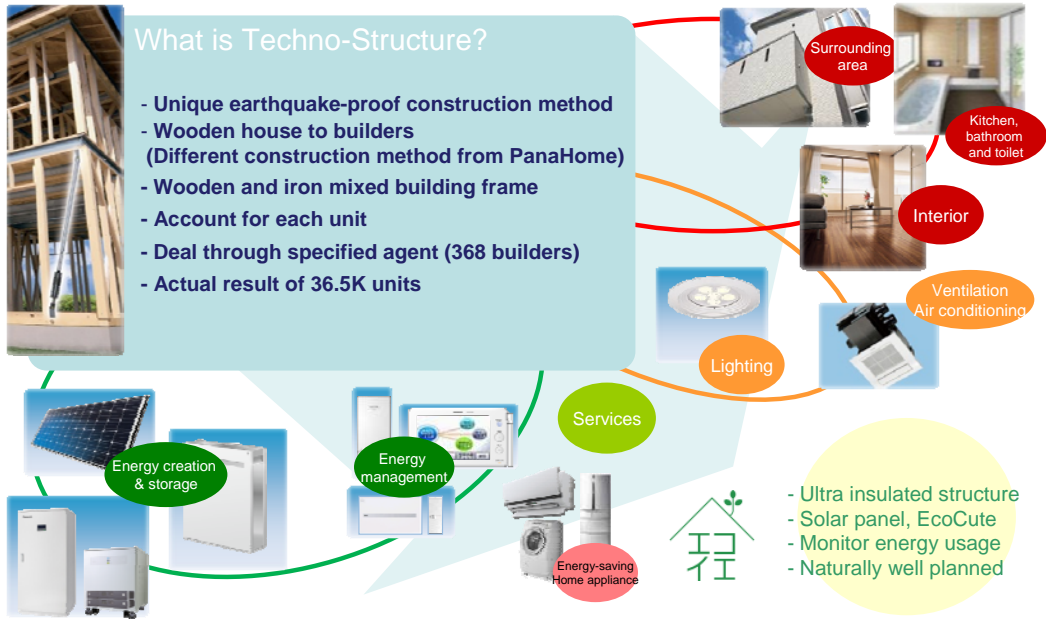 What is Techno-Structure?
- Unique earthquake-proof construction method
- Wooden house to builders
(Different construction method from PanaHome)
- Wooden and iron mixed building frame
- Account for each unit
- Deal through specified agent (368 builders)
- Actual result of 36.5K units
Surrounding
area
Kitchen,
bathroom
and toilet
Interior
Ventilation
Air conditioning
Lighting
Services
Energy creation
& storage
Energy
management
Energy-saving
Home appliance
エコ
イエ
- Ultra insulated structure
- Solar panel, EcoCute
- Monitor energy usage
- Naturally well planned